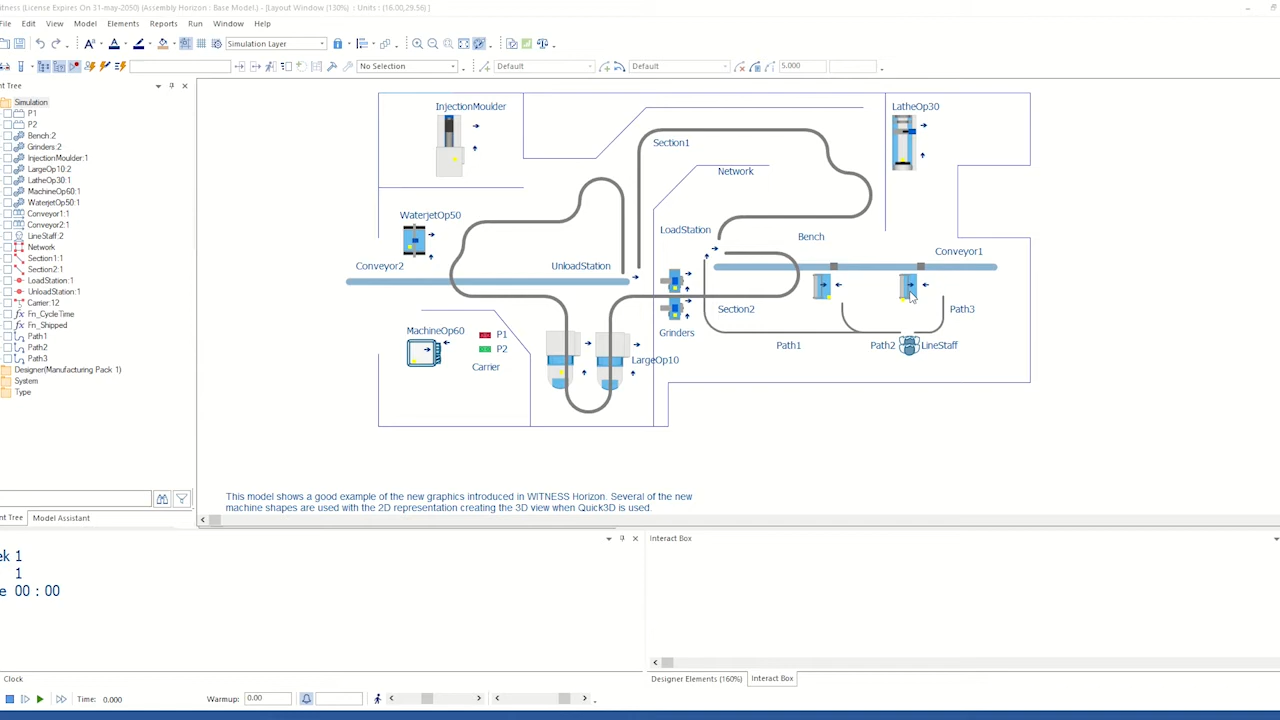 itness (License Expires On 31-may-2050) (Assembly Horizon : Base Model.) - [Layout Window (130%) : Units : (16.00,29.56) ]
File Edit View Model Elements Reports Run Window Help
Simulation Layer
No Selection Default Default 5.000
nt Tree
Simulation
P1
P2
Bench:2
Grinders:2
InjectionMoulder:1
LargeOp10:2
LatheOp30:1
MachineOp60:1
WaterjetOp50:1
Conveyor1:1
Conveyor2:1
LineStaff:2
Network
Section1:1
Section2:1
LoadStation:1
UnloadStation:1
Carrier:12
Fn_CycleTime
Fn_Shipped
Path1
Path2
Path3
Designer(Manufacturing Pack 1)
System
Type
nt Tree Model Assistant
InjectionMoulder
LatheOp30
Section1
Network
WaterjetOp50
LoadStation
Bench
Conveyor1
Conveyor2
UnloadStation
Section2
Path3
MachineOp60
P1
P2
Carrier
Grinders
LargeOp10
Path1
Path2
LineStaff
This model shows a good example of the new graphics introduced in WITNESS Horizon. Several of the new
machine shapes are used with the 2D representation creating the 3D view when Quick3D is used.
ek 1
1
e 00 : 00
Clock
Interact Box
Designer Elements (160%) Interact Box
Time: 0.000 Warmup: 0.00